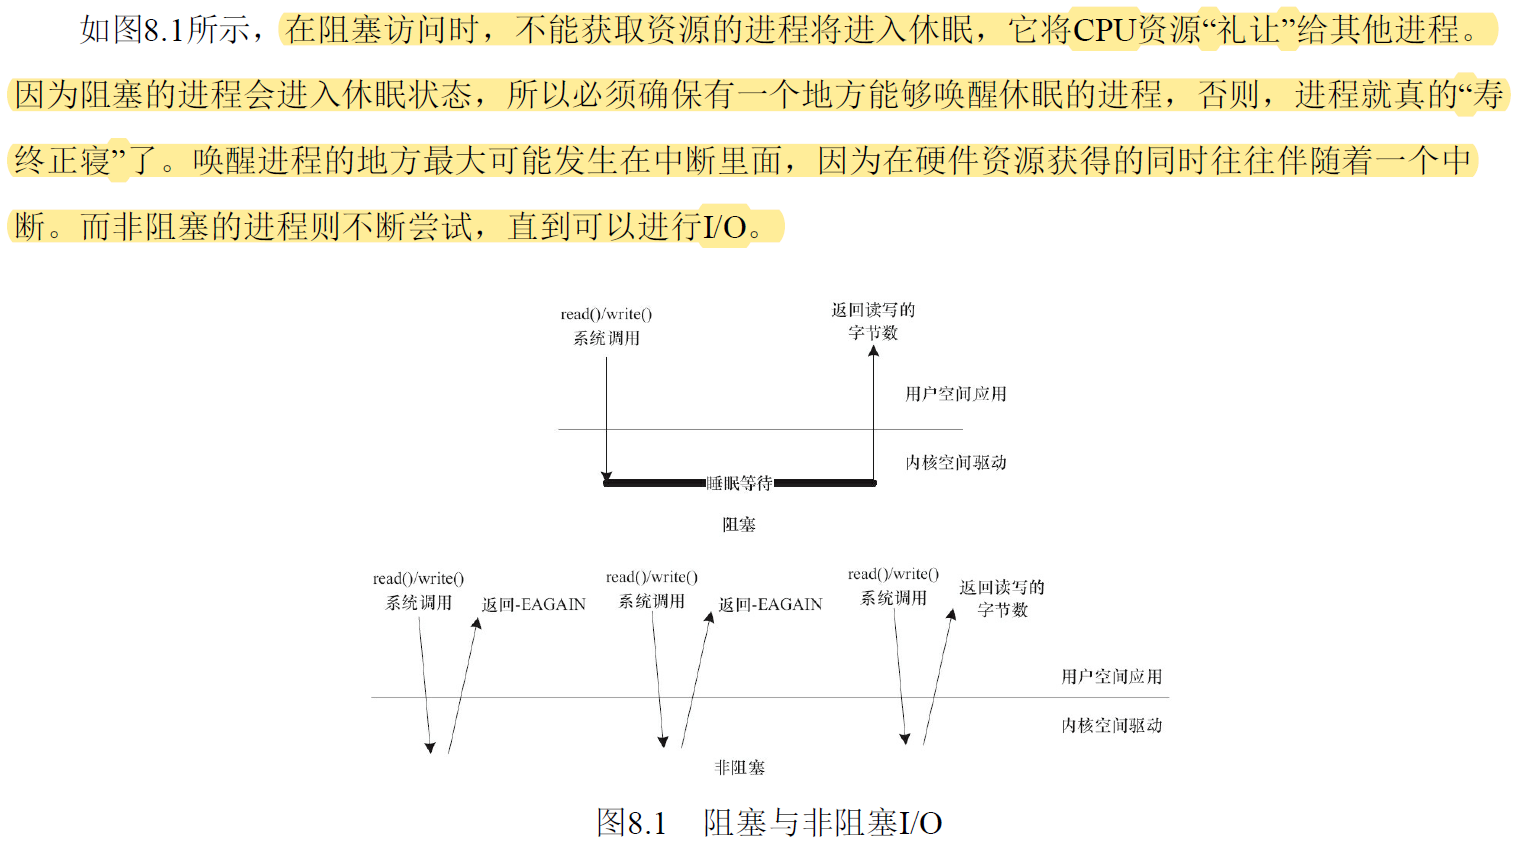 如图8.1所示，在阻塞访问时，不能获取资源的进程将进入休眠，它将CPU资源“礼让”给其他进程。
因为阻塞的进程会进入休眠状态，所以必须确保有一个地方能够唤醒休眠的进程，否则，进程就真的“寿
终正寝”了。唤醒进程的地方最大可能发生在中断里面，因为在硬件资源获得的同时往往伴随着一个中
断。而非阻塞的进程则不断尝试，直到可以进行I/O。
read()/write()
系统调用
返回读写的
字节数
用户空间应用
内核空间驱动
睡眠等待
阻塞
read()/write()
系统调用
返回-EAGAIN
read()/write()
系统调用
返回-EAGAIN
read()/write()
系统调用
返回读写的
字节数
用户空间应用
内核空间驱动
非阻塞
图8.1 阻塞与非阻塞I/O